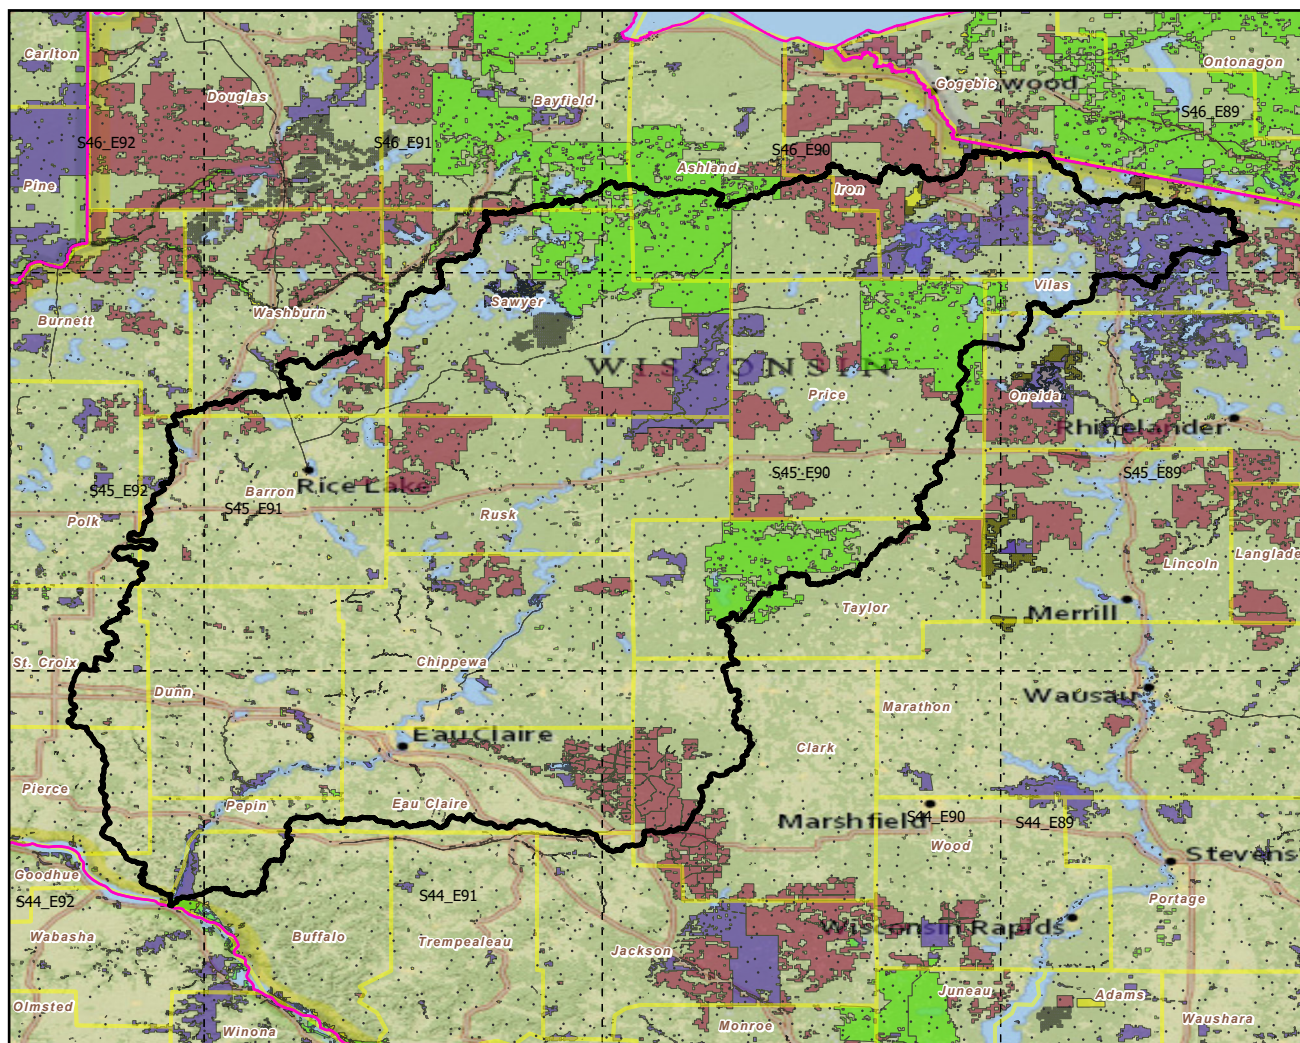 Carlton
Ontonagon
Gogebic
wood
Douglas
Bayfield
S46_E89
S46_E92
S46_E91
S46_E90
Ashland
Pine
Iron
Vilas
Sawyer
Washburn
Burnett
WISCONSIN
Price
Oneida
Rhinelander
S45_E92
Barron
Rice Lake
S45_E90
S45_E89
S45_E91
Rusk
Polk
Langlade
Lincoln
Taylor
Merrill
St. Croix
Chippewa
Dunn
Wausau
Marathon
Eau Claire
Clark
Pierce
Pepin
Eau Claire
Marshfield
S44_E90
S44_E89
Wood
Stevens
Goodhue
S44_E92
S44_E91
Portage
Wabasha
Buffalo
Trempealeau
Jackson
Wisconsin Rapids
Olmsted
Juneau
Adams
Winona
Monroe
Waushara